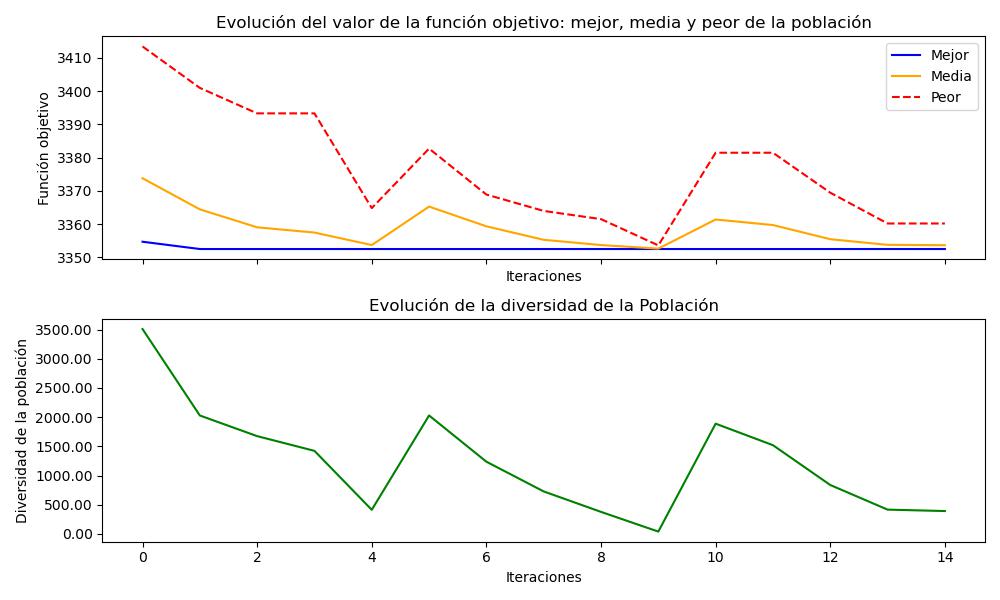 Evolución del valor de la función objetivo: mejor, media y peor de la población
Función objetivo
3410
3400
3390
3380
3370
3360
3350
Mejor
Media
Peor
Iteraciones
Evolución de la diversidad de la Población
Diversidad de la población
3500.00
3000.00
2500.00
2000.00
1500.00
1000.00
500.00
0.00
0 2 4 6 8 10 12 14
Iteraciones